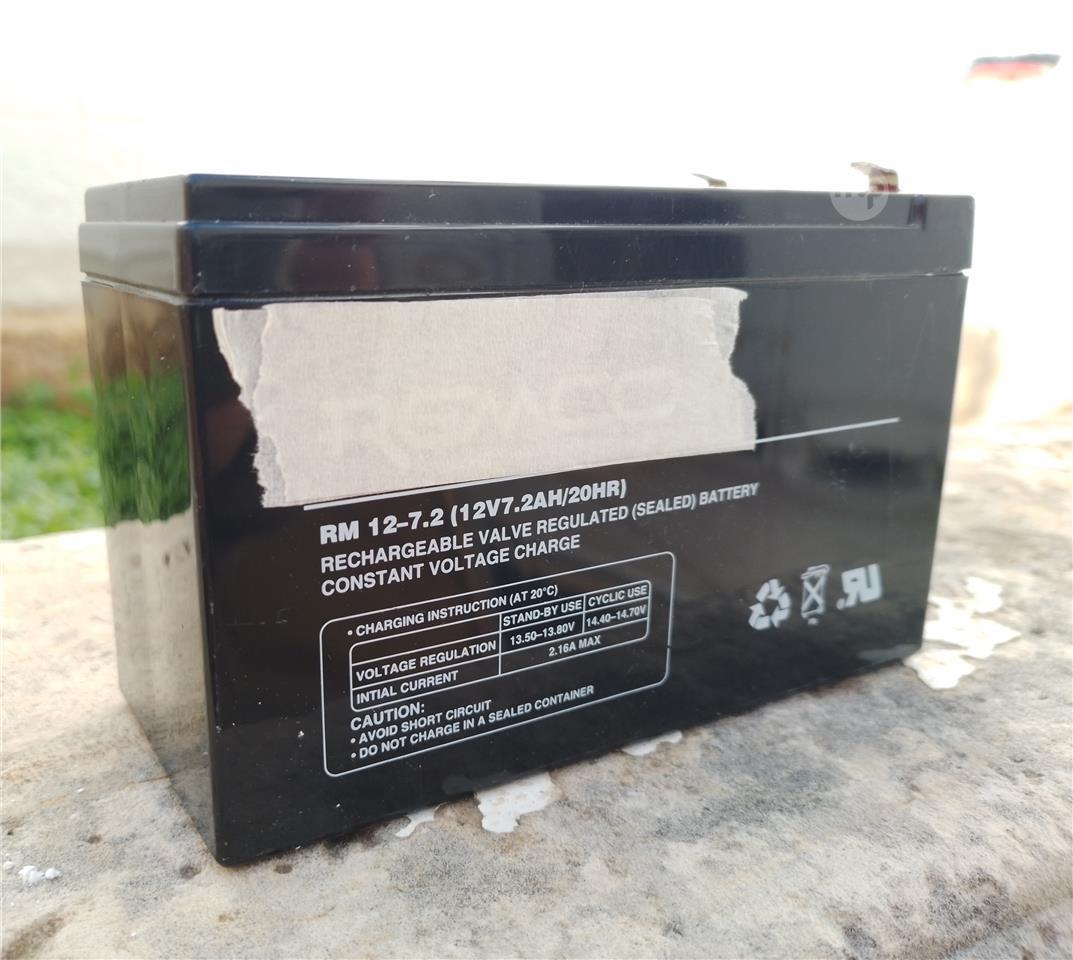 RM 12–7.2 (12V7.2AH/20HR)
RECHARGEABLE VALVE REGULATED (SEALED) BATTERY
CONSTANT VOLTAGE CHARGE
• CHARGING INSTRUCTION (AT 20°C)
STAND-BY USE CYCLIC USE
VOLTAGE REGULATION 13.50–13.80V 14.40–14.70V
INTIAL CURRENT 2.16A MAX
CAUTION:
• AVOID SHORT CIRCUIT
• DO NOT CHARGE IN A SEALED CONTAINER